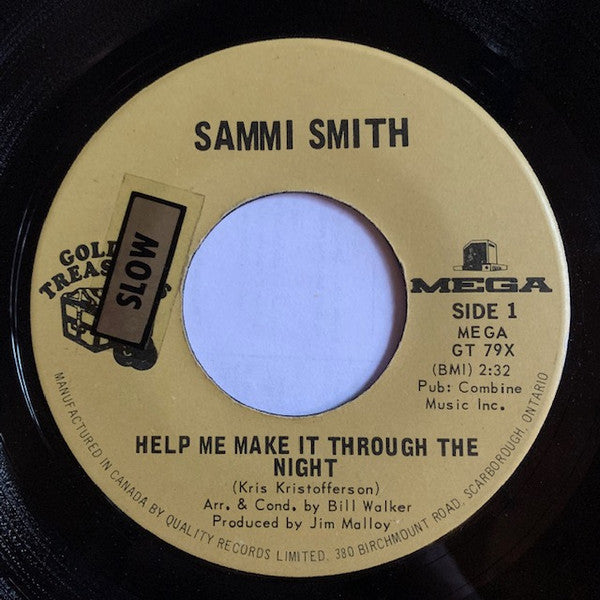 SAMMI SMITH
GOLD
TREAS
SLOW
MEGA
SIDE 1
MEGA
GT 79X
(BMI) 2:32
Pub: Combine
Music Inc.
HELP ME MAKE IT THROUGH THE
NIGHT
(Kris Kristofferson)
Arr. & Cond. by Bill Walker
Produced by Jim Malloy
MANUFACTURED IN CANADA BY QUALITY RECORDS LIMITED, 380 BIRCHMOUNT ROAD, SCARBOROUGH, ONTARIO